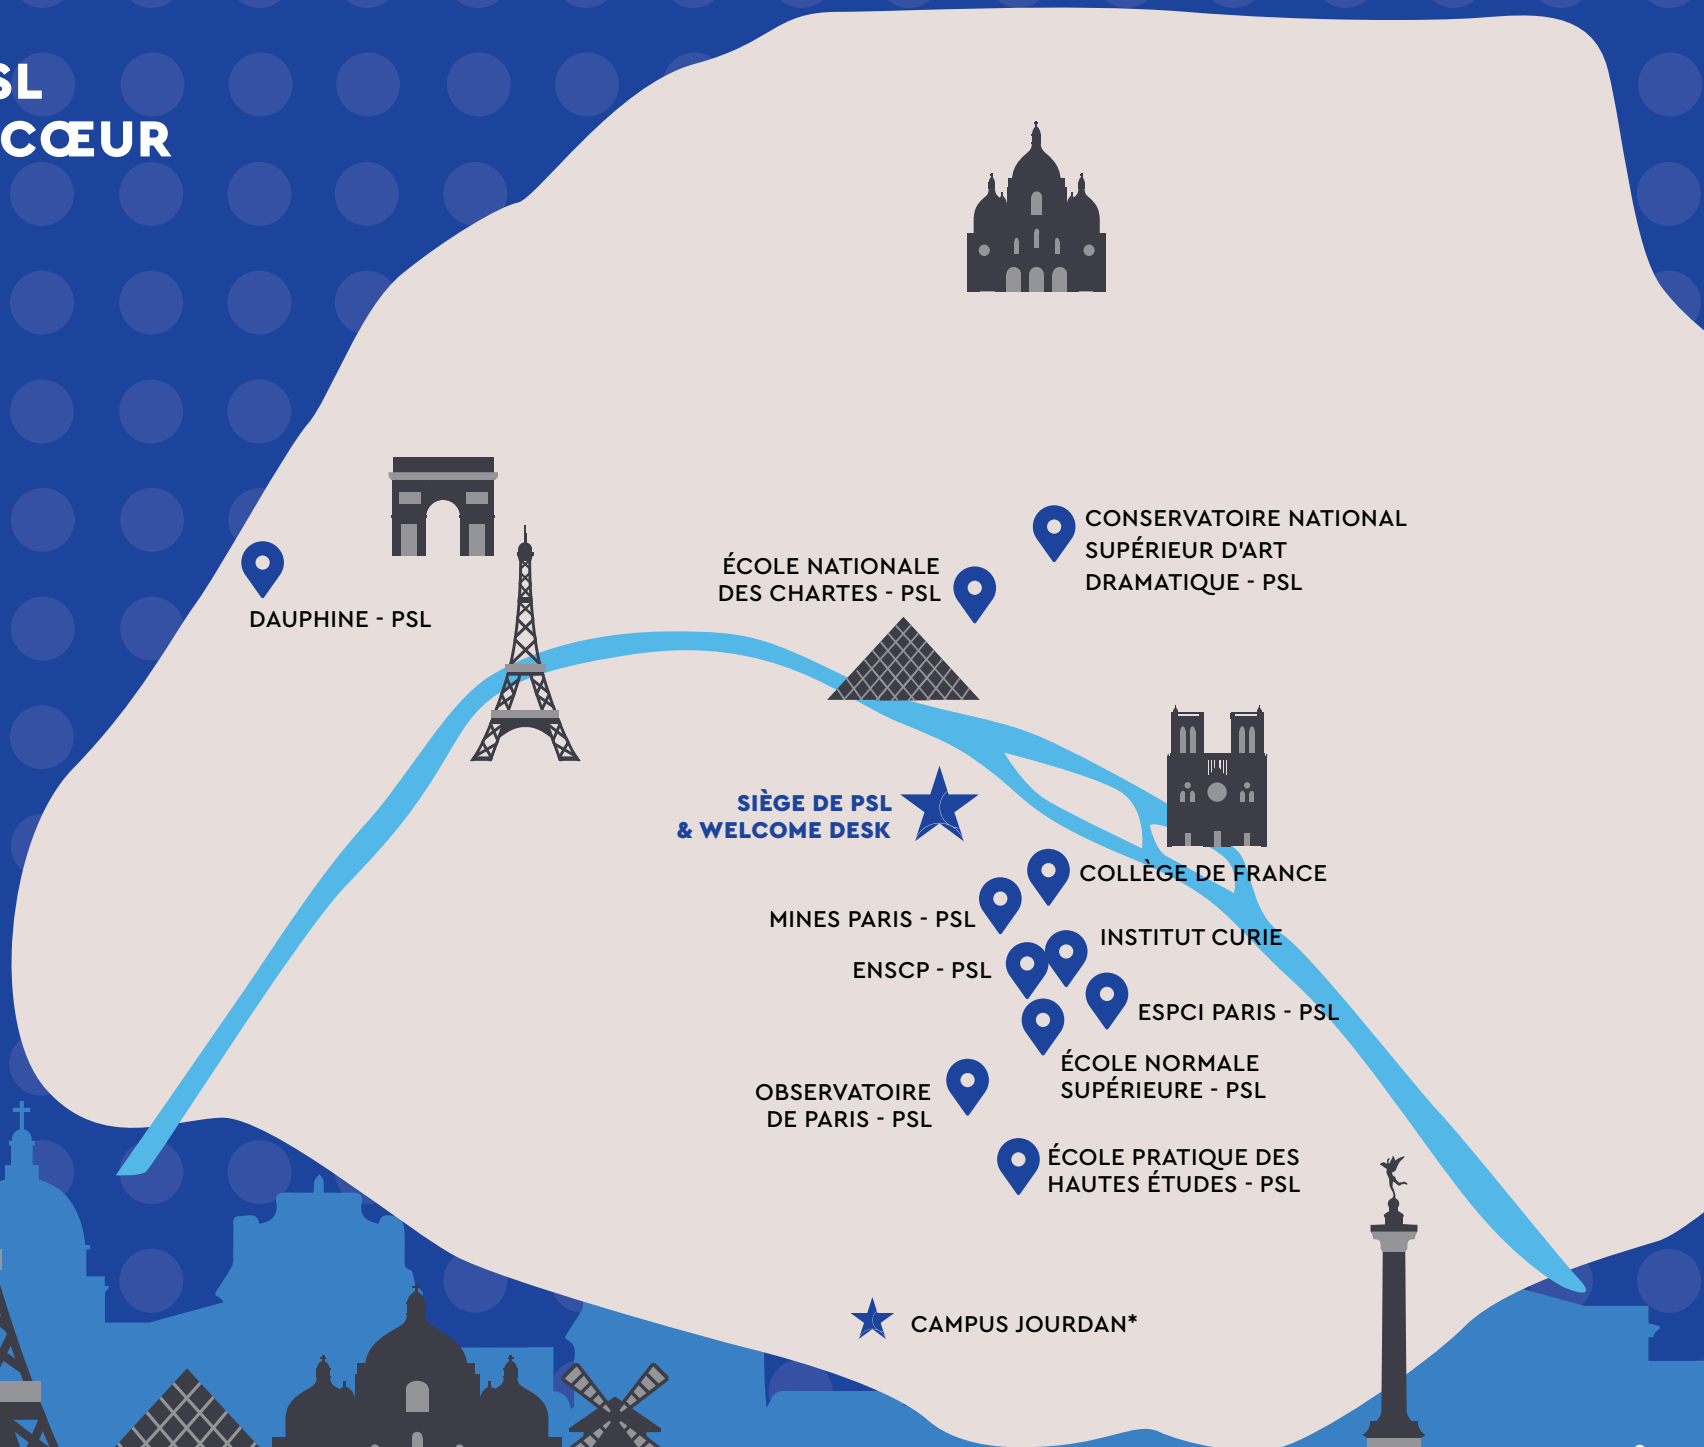 SL
CŒUR
CONSERVATOIRE NATIONAL
SUPÉRIEUR D'ART
DRAMATIQUE - PSL
ÉCOLE NATIONALE
DES CHARTES - PSL
DAUPHINE - PSL
SIÈGE DE PSL
& WELCOME DESK
COLLÈGE DE FRANCE
MINES PARIS - PSL
INSTITUT CURIE
ENSCP - PSL
ESPCI PARIS - PSL
ÉCOLE NORMALE
SUPÉRIEURE - PSL
OBSERVATOIRE
DE PARIS - PSL
ÉCOLE PRATIQUE DES
HAUTES ÉTUDES - PSL
CAMPUS JOURDAN*